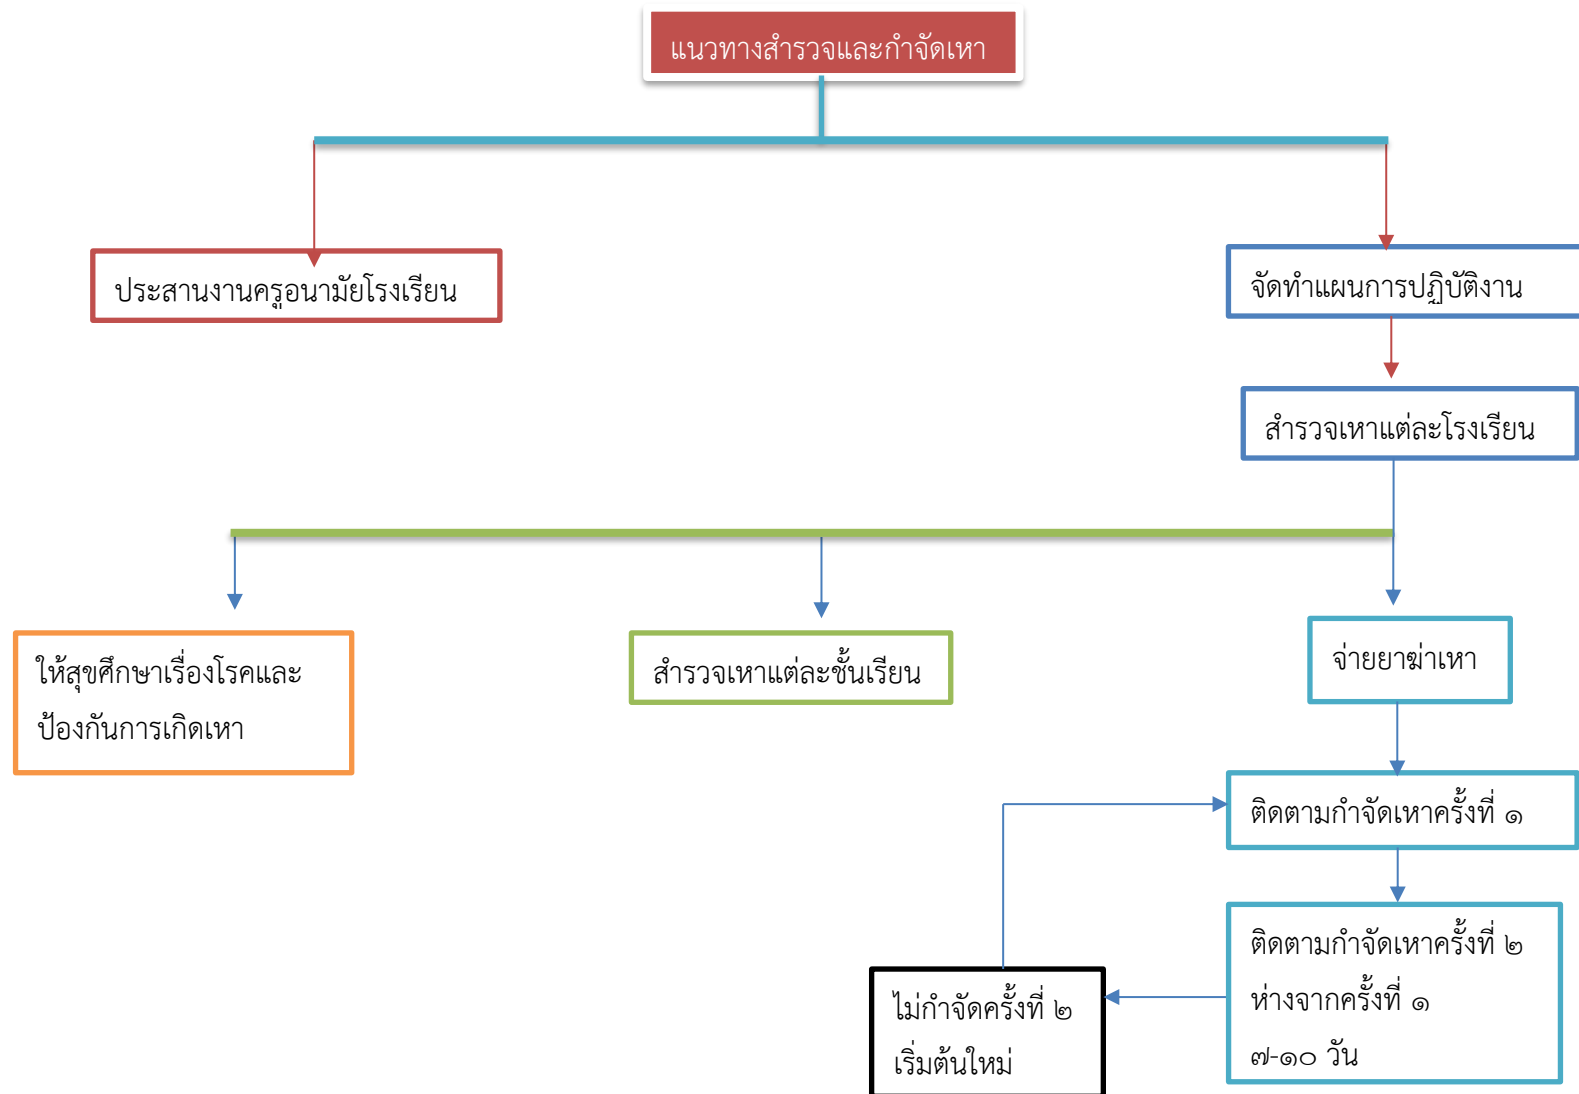 แนวทางสำรวจและกำจัดเหา
ประสานงานครูอนามัยโรงเรียน
จัดทำแผนการปฏิบัติงาน
สำรวจเหาแต่ละโรงเรียน
ให้สุขศึกษาเรื่องโรคและ
ป้องกันการเกิดเหา
สำรวจเหาแต่ละชั้นเรียน
จ่ายยาฆ่าเหา
ติดตามกำจัดเหาครั้งที่ ๑
ติดตามกำจัดเหาครั้งที่ ๒
ห่างจากครั้งที่ ๑
๗-๑๐ วัน
ไม่กำจัดครั้งที่ ๒
เริ่มต้นใหม่